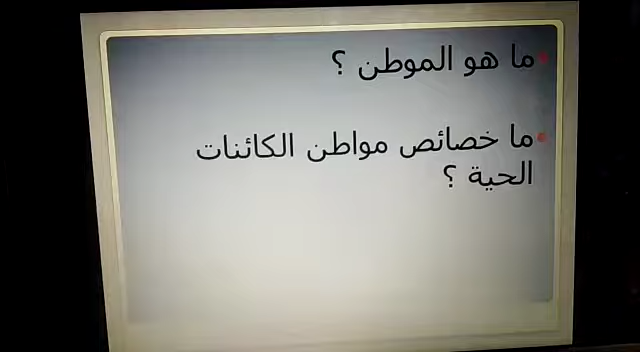 ما هو الموطن ؟
ما خصائص مواطن الكائنات
الحية ؟